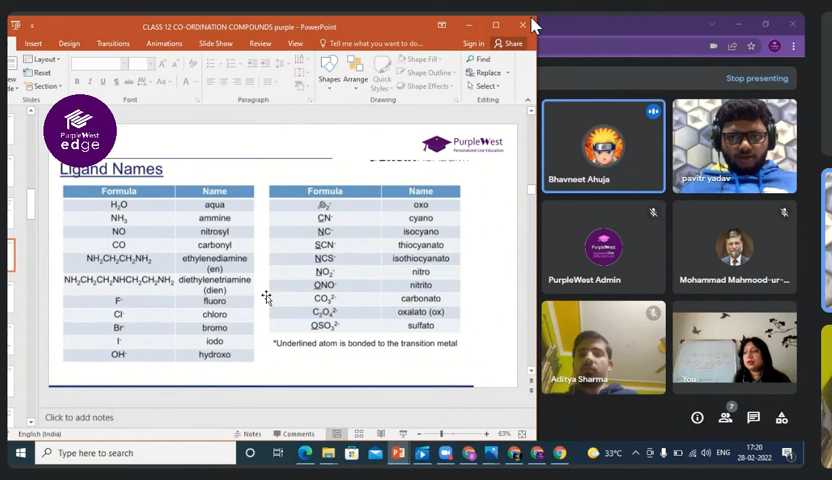 CLASS 12 CO-ORDINATION COMPOUNDS purple - PowerPoint
Insert Design Transitions Animations Slide Show Review View Tell me what you want to do... Sign in Share
Layout
Reset
Section
Slides Font Paragraph
Shapes Arrange Quick Styles
Shape Fill
Shape Outline
Shape Effects
Drawing
Find
Replace
Select
Editing
Stop presenting
PurpleWest
edge
PurpleWest
Personalized Live Education
Ligand Names
Formula Name
H₂O aqua
NH₃ ammine
NO nitrosyl
CO carbonyl
NH₂CH₂CH₂NH₂ ethylenediamine
(en)
NH₂CH₂CH₂NHCH₂CH₂NH₂ diethylenetriamine
(dien)
F⁻ fluoro
Cl⁻ chloro
Br⁻ bromo
I⁻ iodo
OH⁻ hydroxo
Formula Name
oxo
CN⁻ cyano
NC⁻ isocyano
SCN⁻ thiocyanato
NCS⁻ isothiocyanato
NO₂⁻ nitro
ONO⁻ nitrito
CO₃²⁻ carbonato
C₂O₄²⁻ oxalato (ox)
OSO₃²⁻ sulfato
*Underlined atom is bonded to the transition metal
Click to add notes
English (India) Notes Comments 63%
Bhavneet Ahuja
pavitr yadav
PurpleWest Admin
Mohammad Mahmood-ur-...
Aditya Sharma
You
7
Type here to search
33°C ENG 17:20
28-02-2022